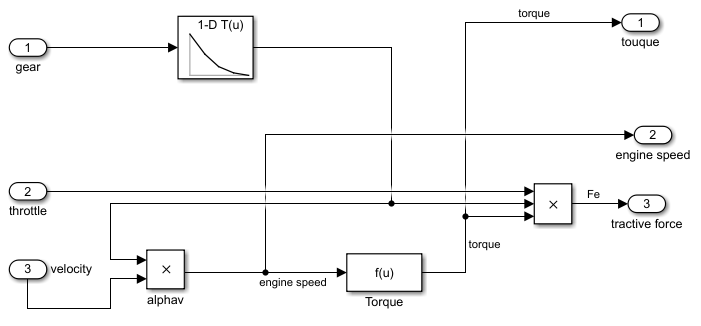 1-D T(u)
torque
1
gear
1
touque
2
engine speed
2
throttle
×
Fe
3
tractive force
3
velocity
×
alphav
engine speed
f(u)
Torque
torque